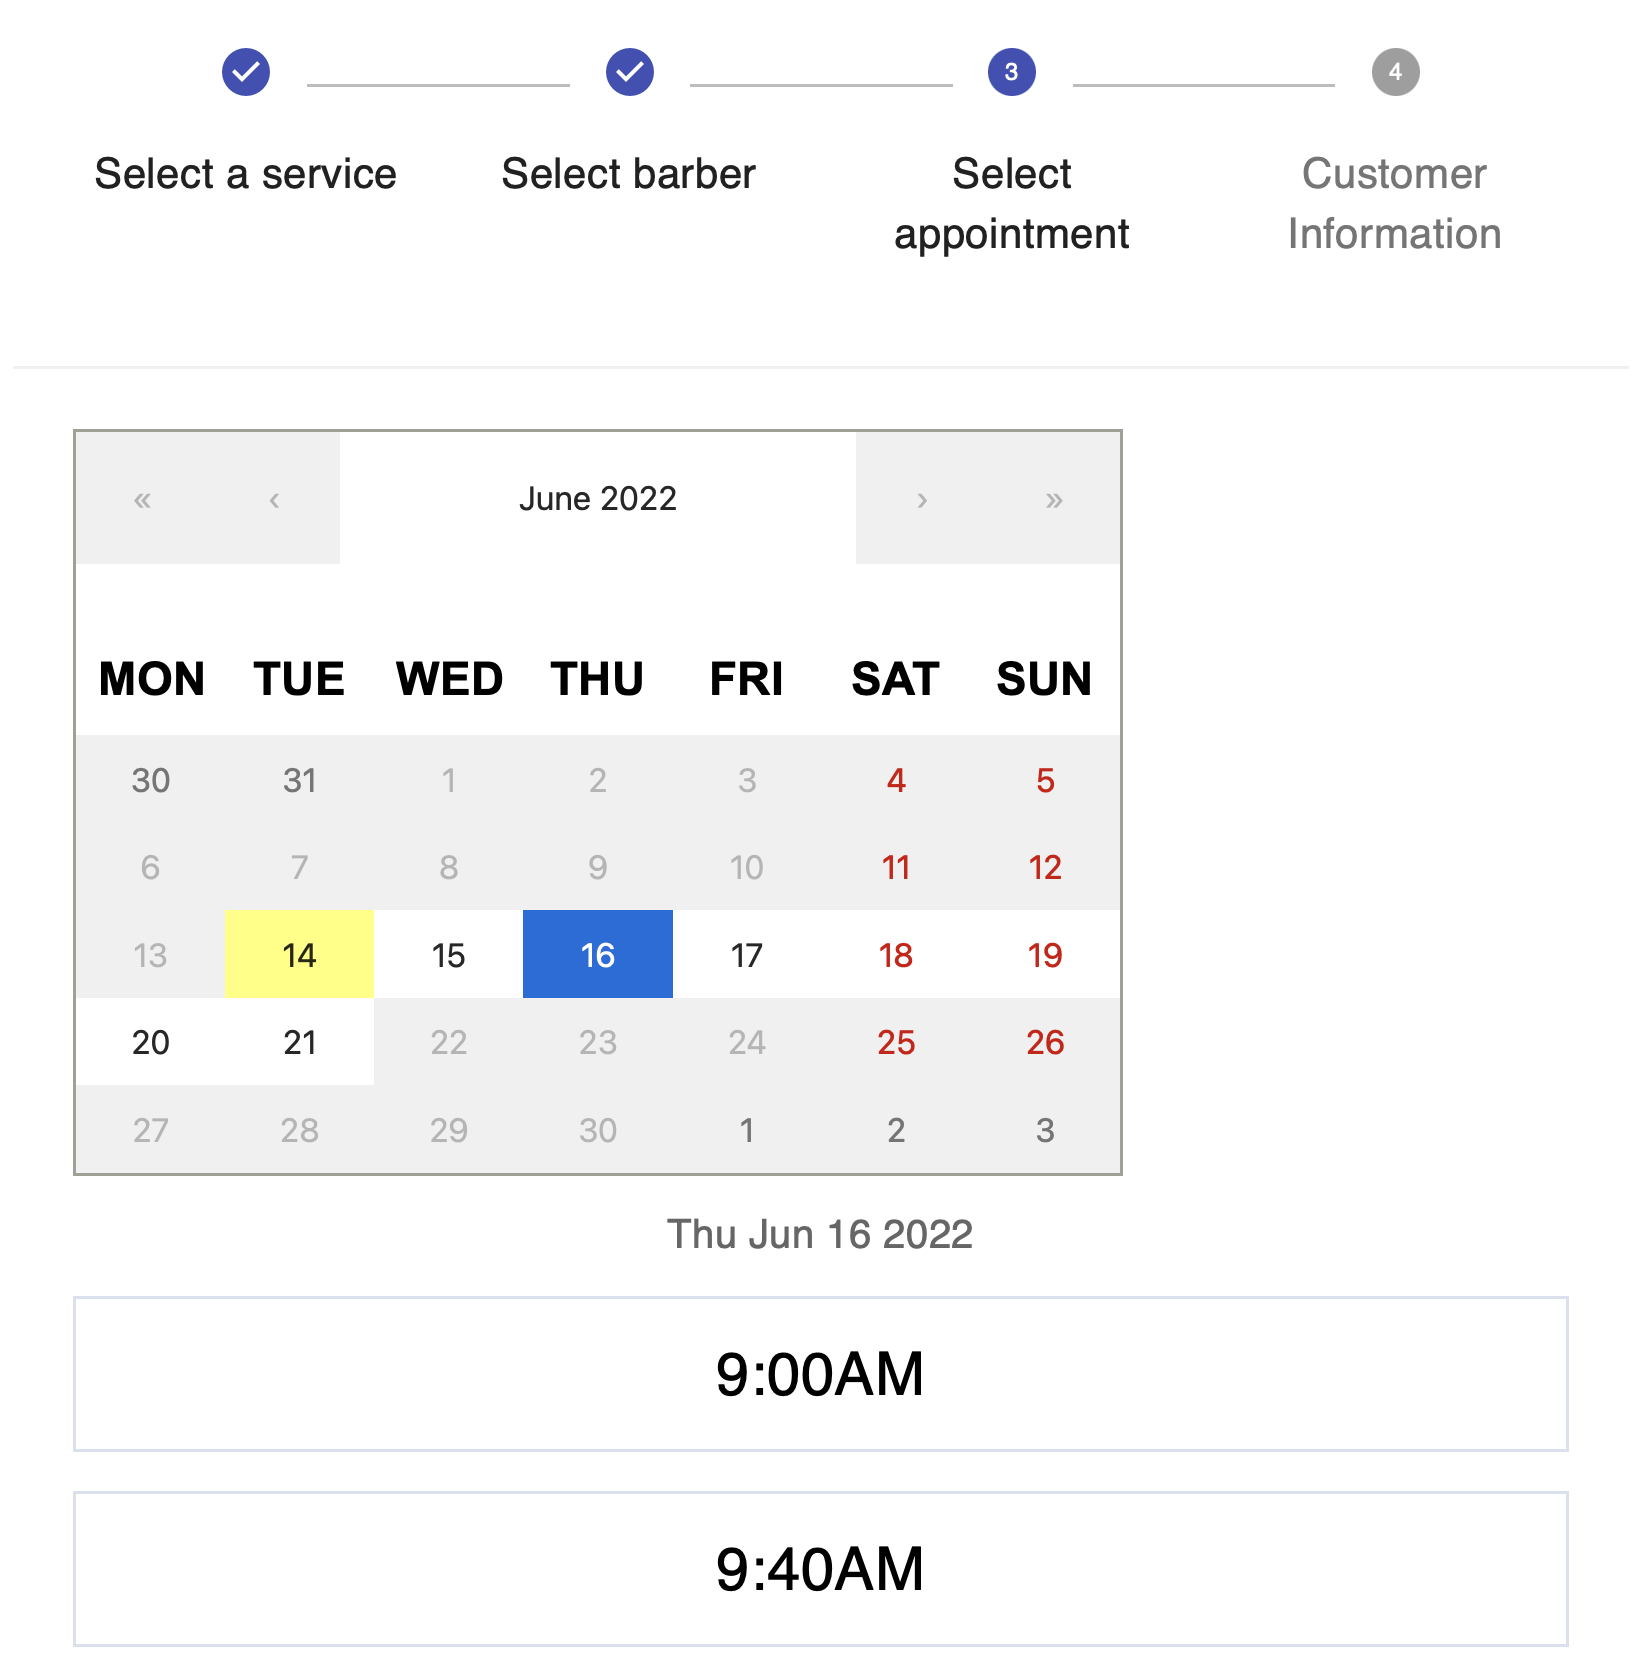 3 4
Select a service Select barber Select Customer
appointment Information
« ‹ June 2022 › »
MON TUE WED THU FRI SAT SUN
30 31 1 2 3 4 5
6 7 8 9 10 11 12
13 14 15 16 17 18 19
20 21 22 23 24 25 26
27 28 29 30 1 2 3
Thu Jun 16 2022
9:00AM
9:40AM